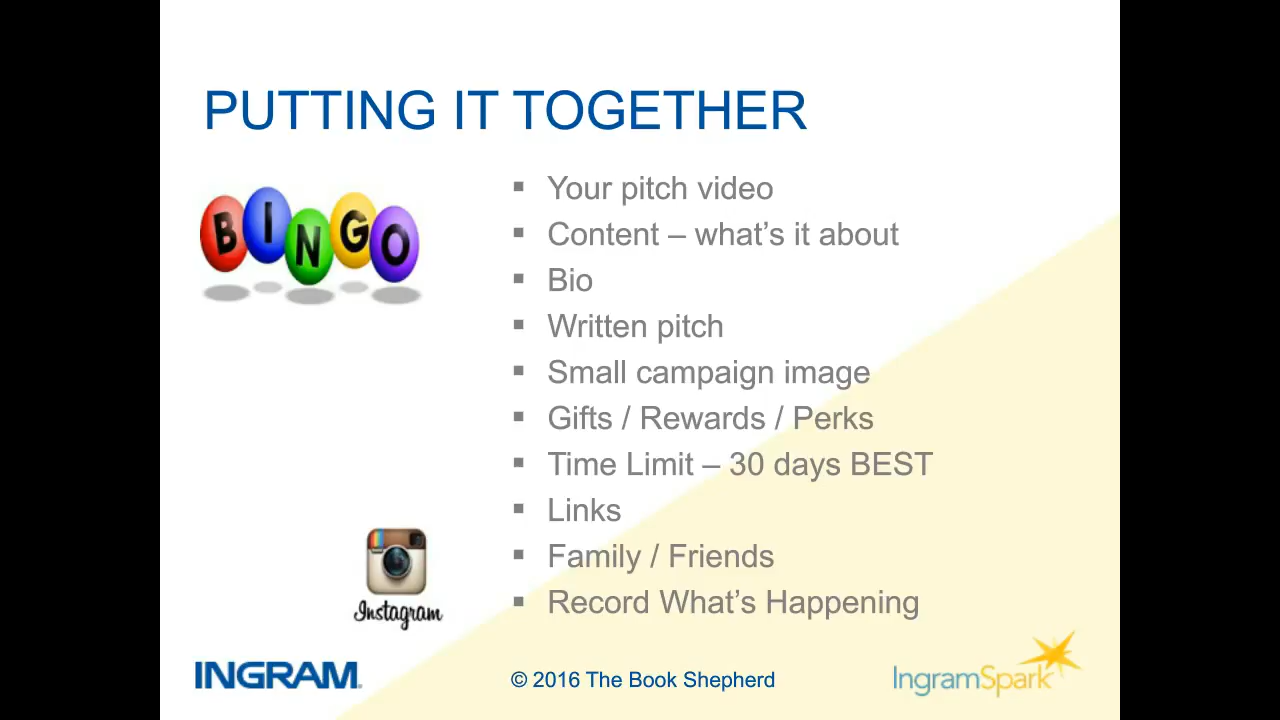 PUTTING IT TOGETHER
BINGO
▪ Your pitch video
▪ Content – what’s it about
▪ Bio
▪ Written pitch
▪ Small campaign image
▪ Gifts / Rewards / Perks
▪ Time Limit – 30 days BEST
▪ Links
▪ Family / Friends
▪ Record What’s Happening
Instagram
INGRAM
© 2016 The Book Shepherd
IngramSpark